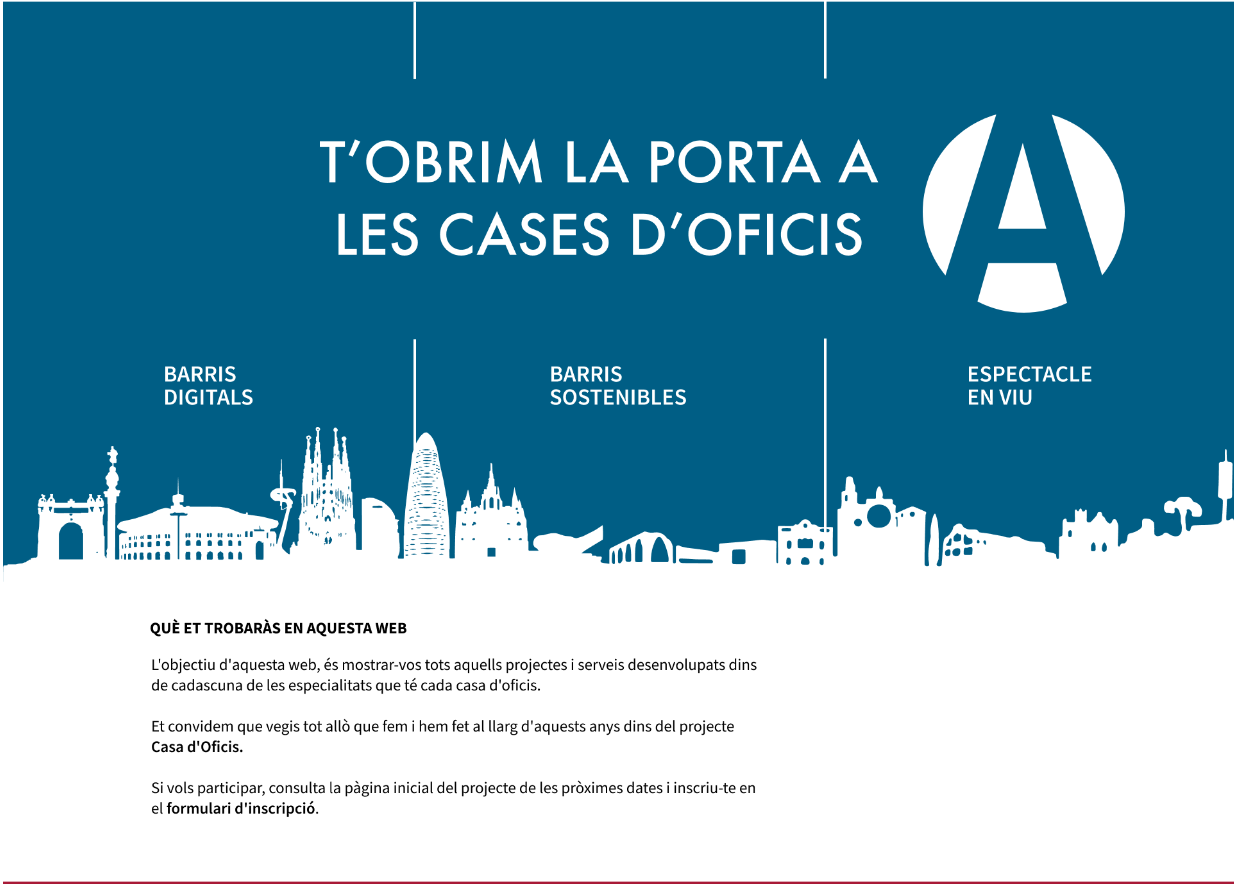 T’OBRIM LA PORTA A
LES CASES D’OFICIS
A
BARRIS
DIGITALS
BARRIS
SOSTENIBLES
ESPECTACLE
EN VIU
QUÈ ET TROBARÀS EN AQUESTA WEB
L'objectiu d'aquesta web, és mostrar-vos tots aquells projectes i serveis desenvolupats dins
de cadascuna de les especialitats que té cada casa d'oficis.
Et convidem que vegis tot allò que fem i hem fet al llarg d'aquests anys dins del projecte
Casa d'Oficis.
Si vols participar, consulta la pàgina inicial del projecte de les pròximes dates i inscriu-te en
el formulari d'inscripció.